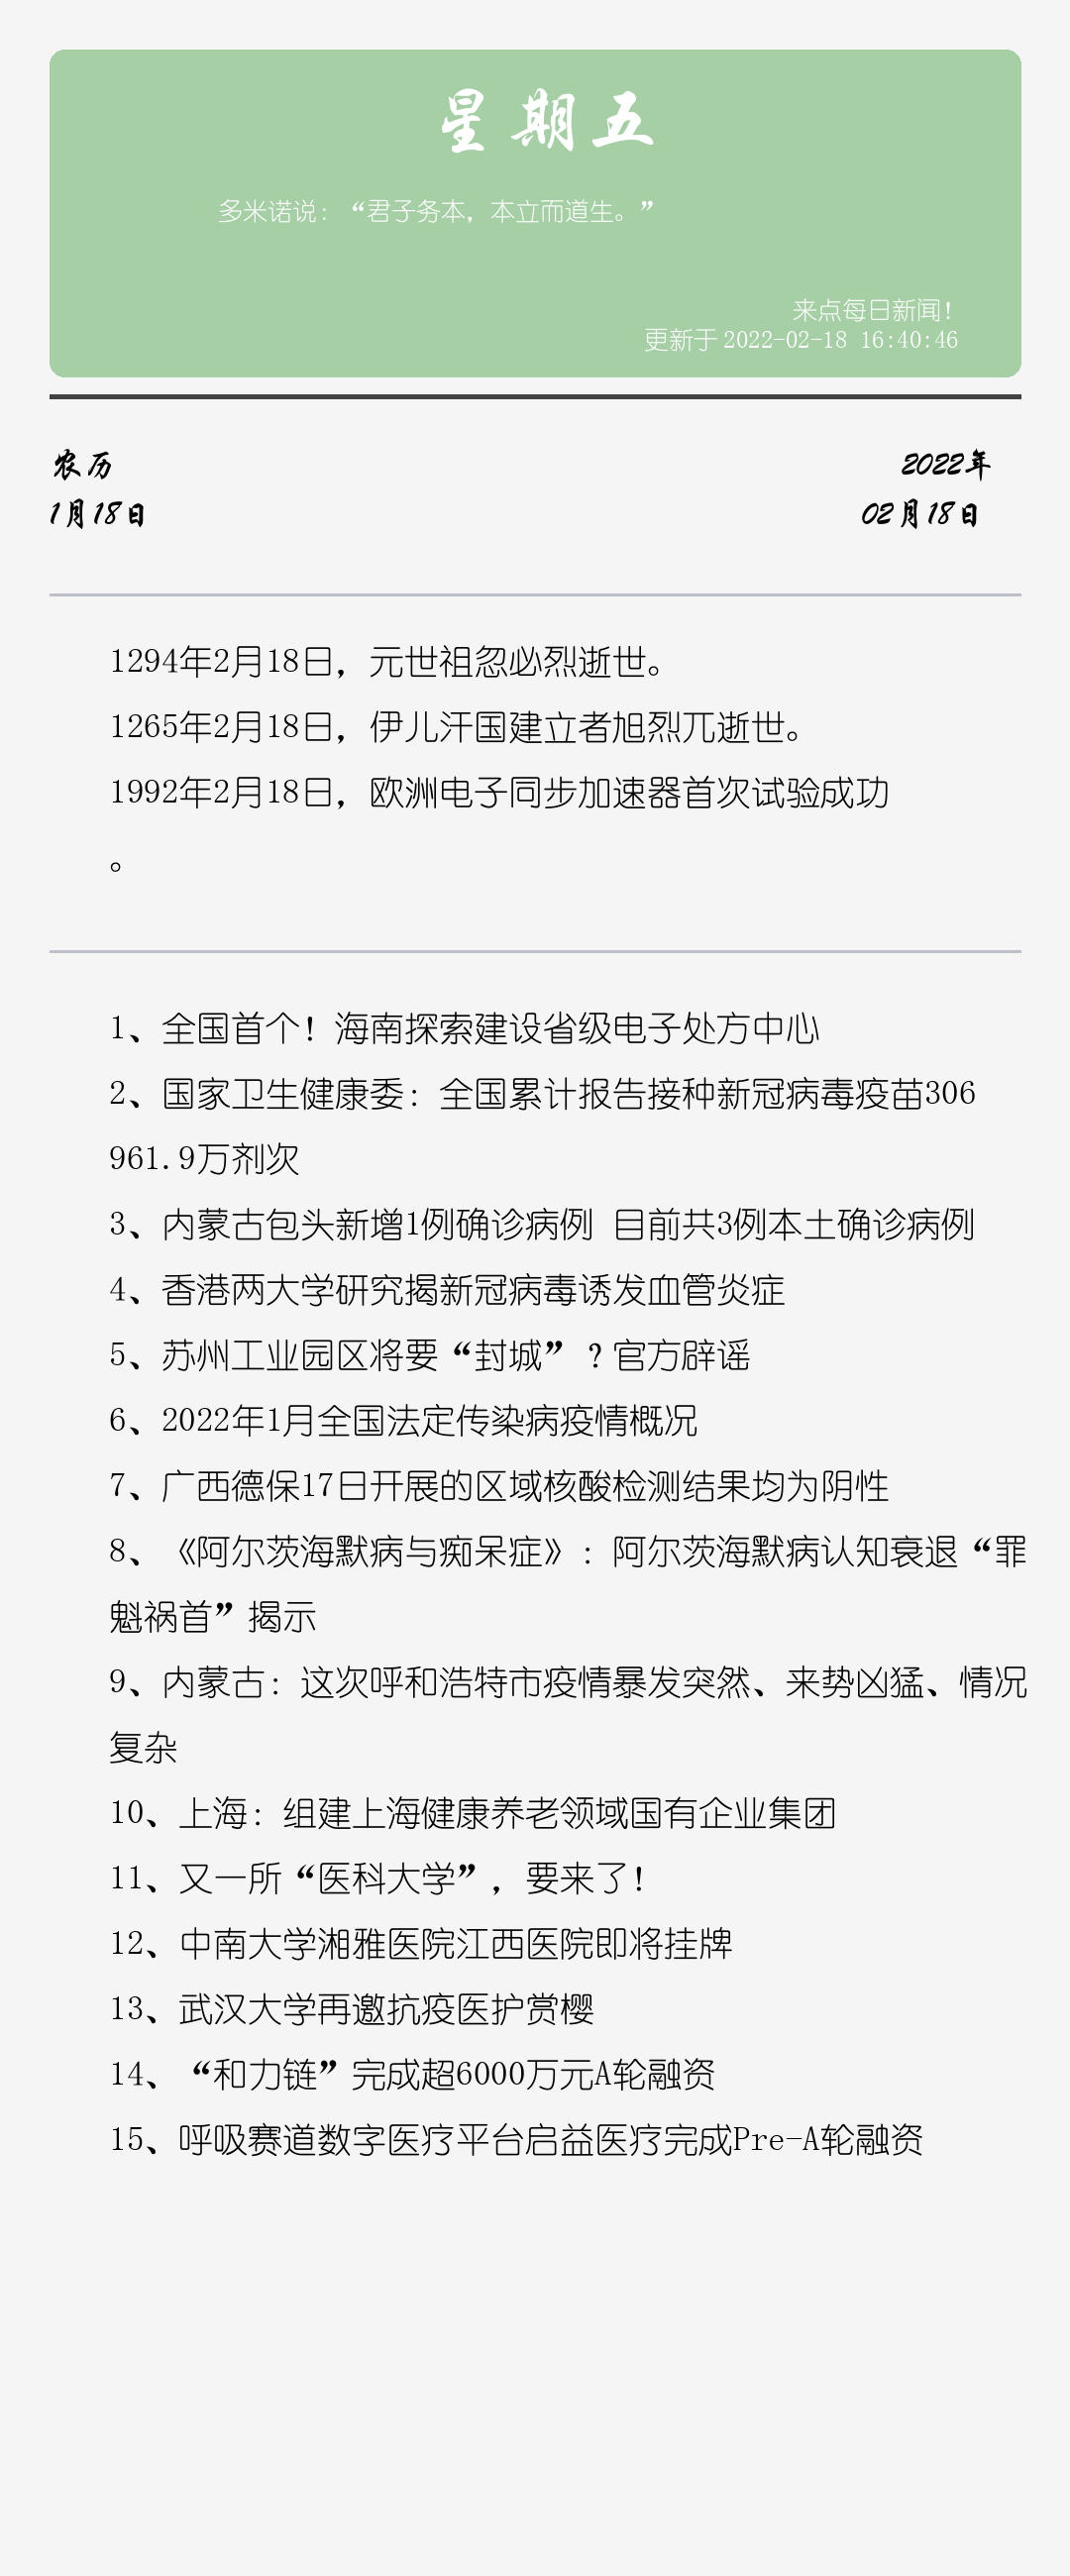 星期五
多米诺说：“君子务本，本立而道生。”
来点每日新闻！
更新于2022-02-18 16:40:46
农历
2022年
1月18日
02月18日
1294年2月18日，元世祖忽必烈逝世。
1265年2月18日，伊儿汗国建立者旭烈兀逝世。
1992年2月18日，欧洲电子同步加速器首次试验成功
。
1、全国首个！海南探索建设省级电子处方中心
2、国家卫生健康委：全国累计报告接种新冠病毒疫苗306
961.9万剂次
3、内蒙古包头新增1例确诊病例 目前共3例本土确诊病例
4、香港两大学研究揭新冠病毒诱发血管炎症
5、苏州工业园区将要“封城”？官方辟谣
6、2022年1月全国法定传染病疫情概况
7、广西德保17日开展的区域核酸检测结果均为阴性
8、《阿尔茨海默病与痴呆症》：阿尔茨海默病认知衰退“罪
魁祸首”揭示
9、内蒙古：这次呼和浩特市疫情暴发突然、来势凶猛、情况
复杂
10、上海：组建上海健康养老领域国有企业集团
11、又一所“医科大学”，要来了！
12、中南大学湘雅医院江西医院即将挂牌
13、武汉大学再邀抗疫医护赏樱
14、“和力链”完成超6000万元A轮融资
15、呼吸赛道数字医疗平台启益医疗完成Pre-A轮融资